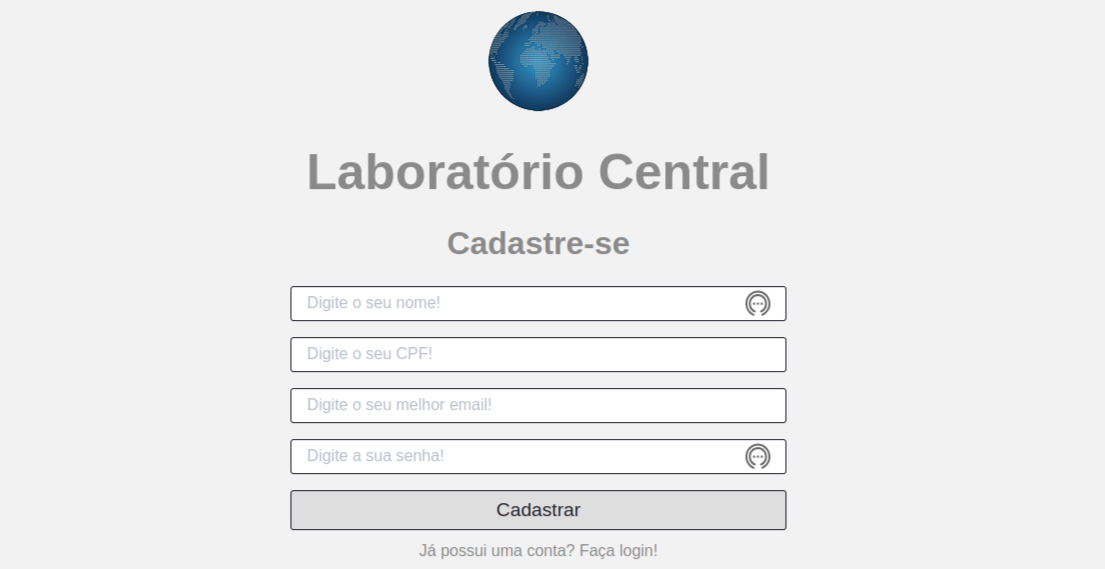 Laboratório Central
Cadastre-se
Digite o seu nome!
Digite o seu CPF!
Digite o seu melhor email!
Digite a sua senha!
Cadastrar
Já possui uma conta? Faça login!